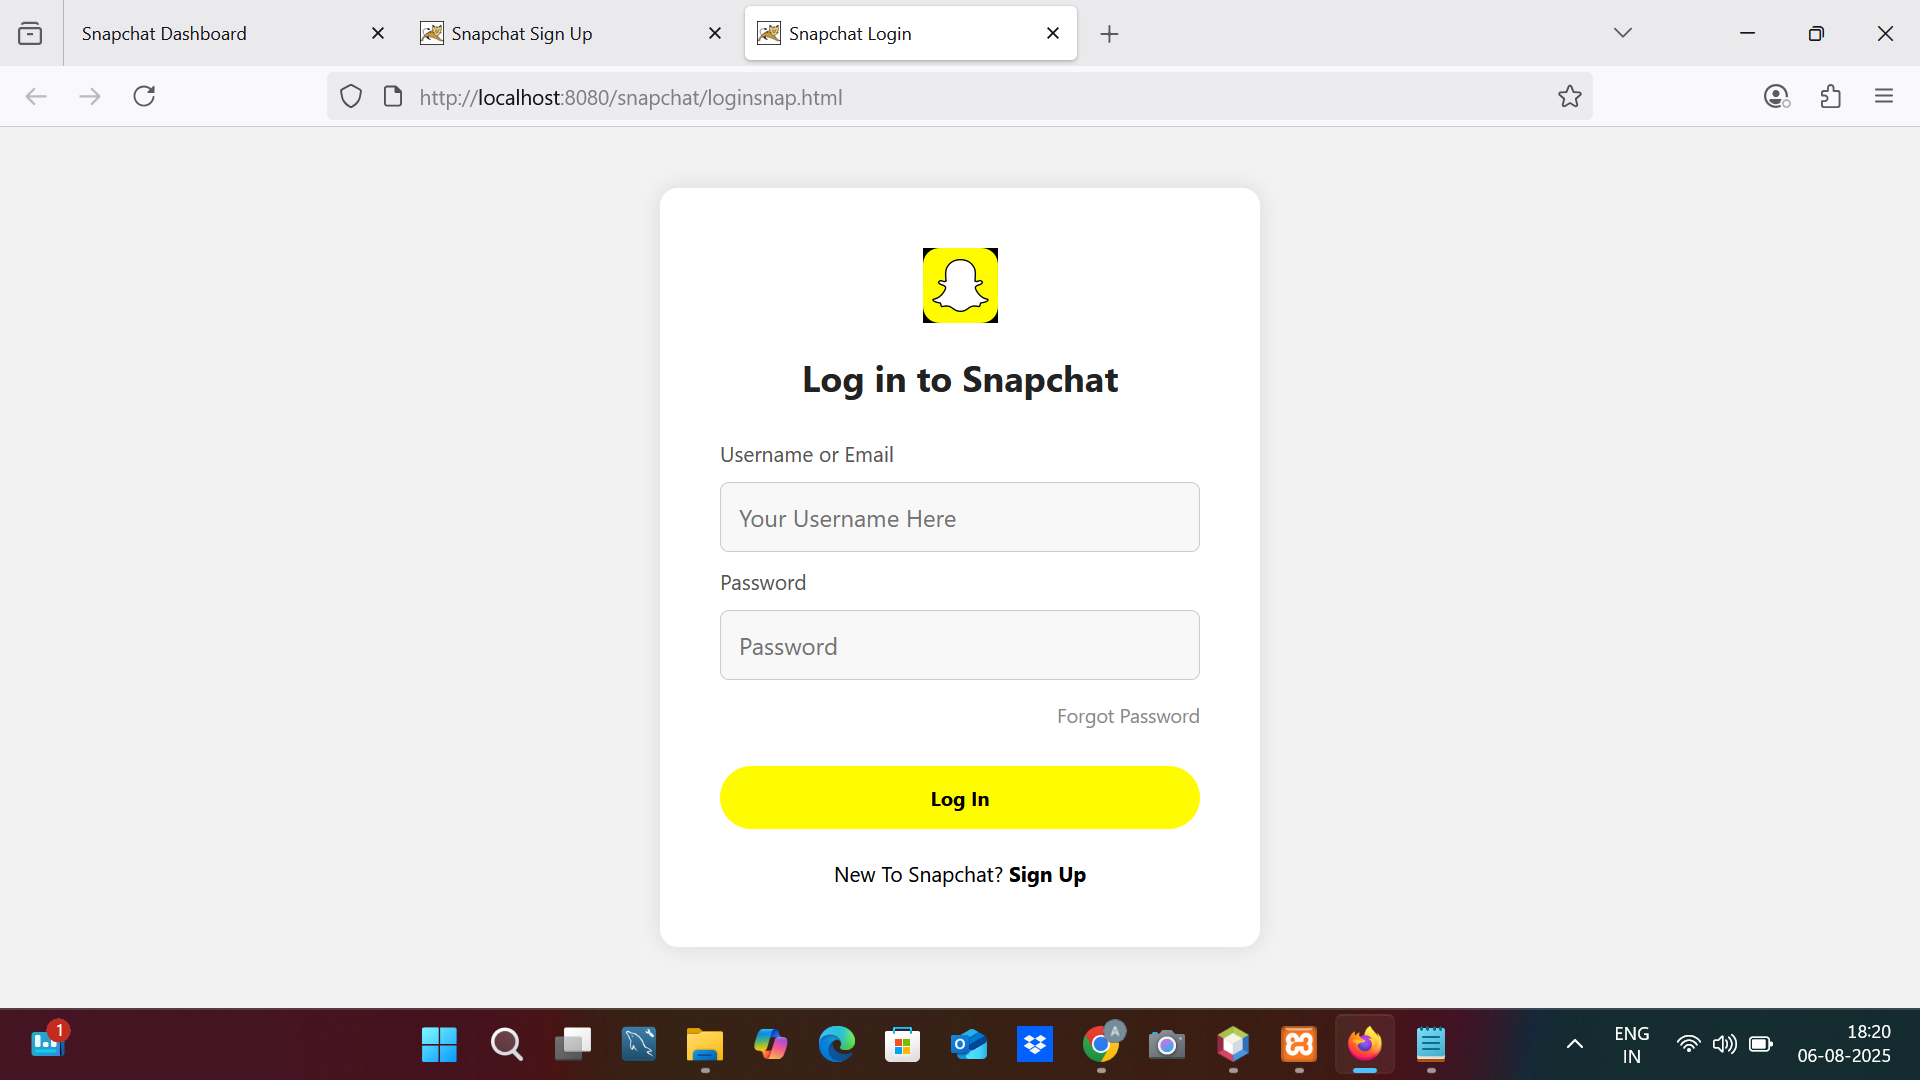 Snapchat Dashboard
Snapchat Sign Up
Snapchat Login
http://localhost:8080/snapchat/loginsnap.html
Log in to Snapchat
Username or Email
Your Username Here
Password
Password
Forgot Password
Log In
New To Snapchat? Sign Up
1
A
ENG
IN
18:20
06-08-2025